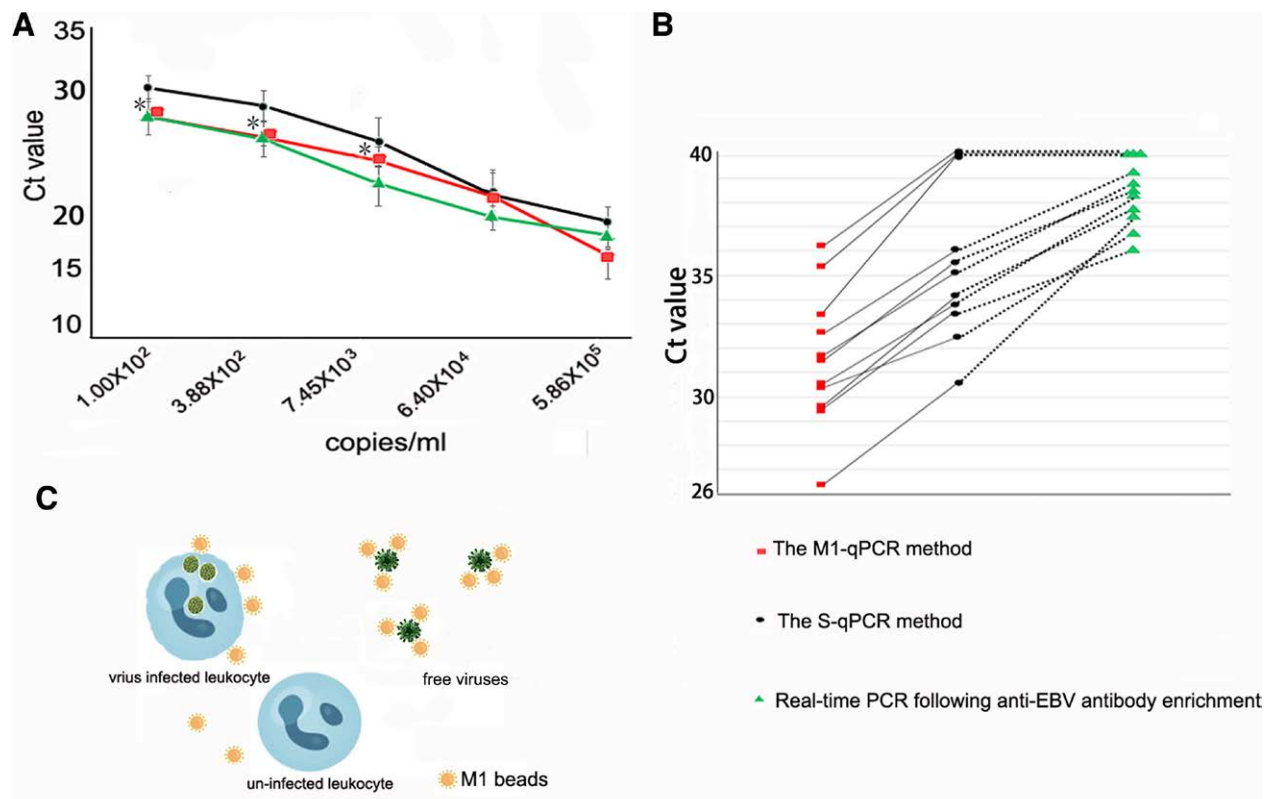 A
35
30
20
15
10
Ct value
*
*
*
1.00X10²
3.88X10²
7.45X10³
6.40X10⁴
5.86X10⁵
copies/ml
B
40
35
30
26
Ct value
The M1-qPCR method
The S-qPCR method
Real-time PCR following anti-EBV antibody enrichment
C
vrius infected leukocyte
free viruses
un-infected leukocyte
M1 beads